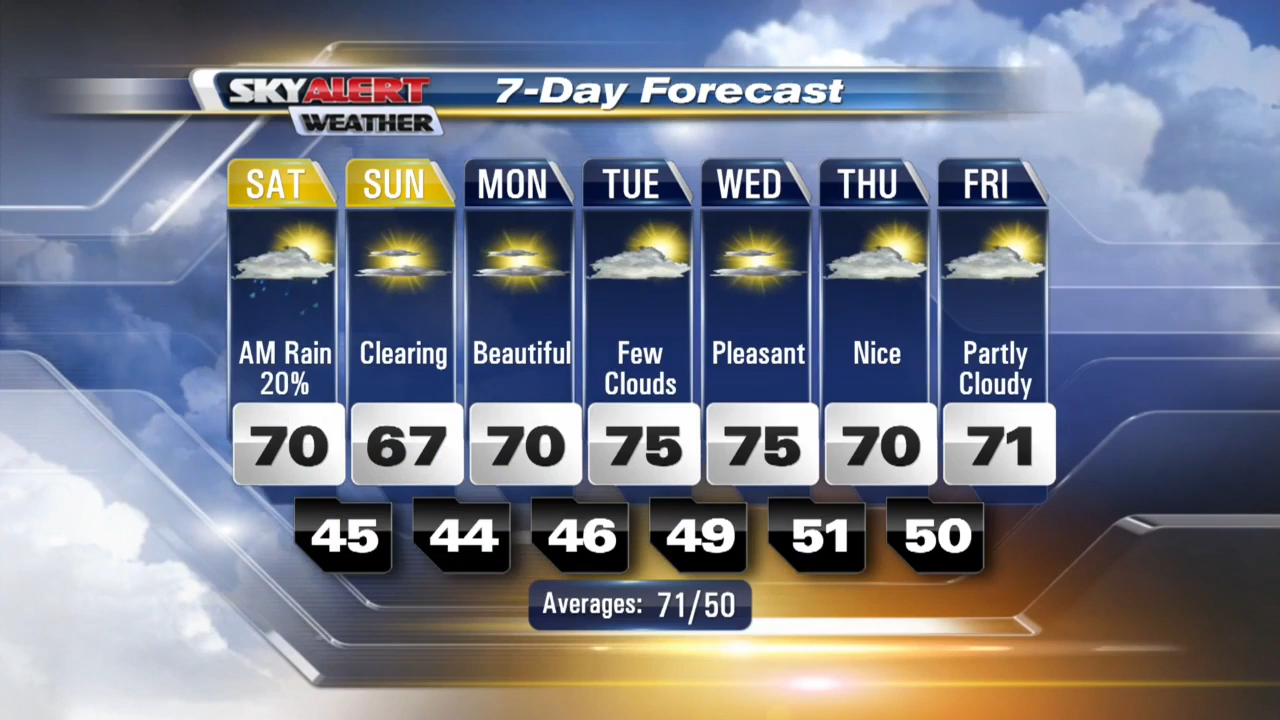 SKYALERT
WEATHER
7-Day Forecast
SAT SUN MON TUE WED THU FRI
AM Rain
20%
Clearing
Beautiful
Few
Clouds
Pleasant
Nice
Partly
Cloudy
70 67 70 75 75 70 71
45 44 46 49 51 50
Averages: 71/50